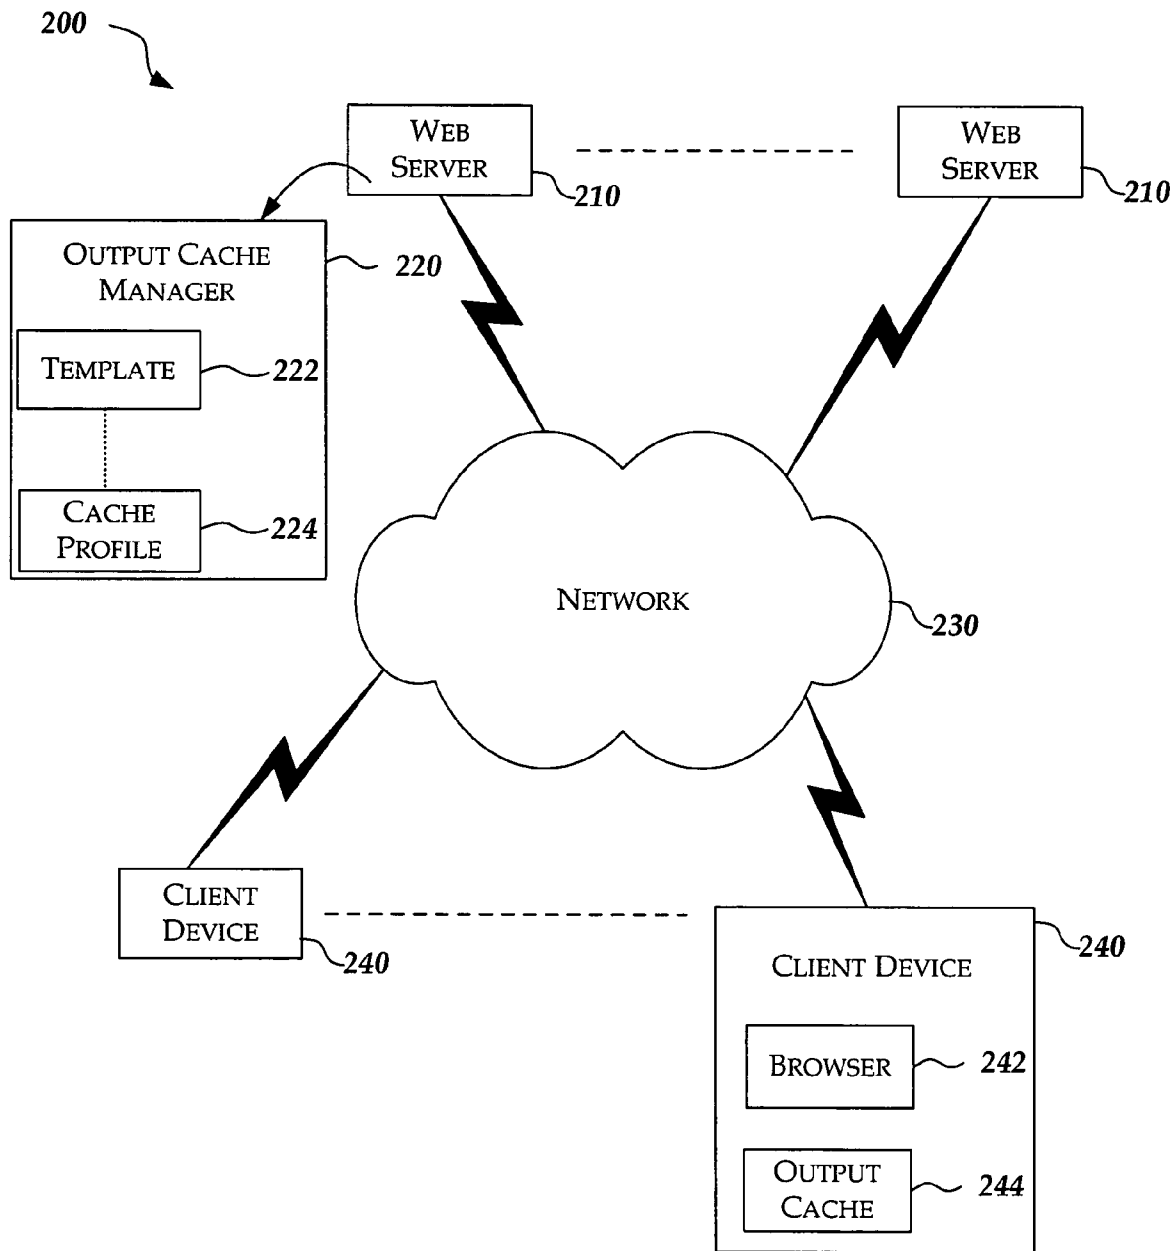 200
WEB
SERVER
210
WEB
SERVER
210
OUTPUT CACHE
MANAGER
220
TEMPLATE
222
CACHE
PROFILE
224
NETWORK
230
CLIENT
DEVICE
240
CLIENT DEVICE
240
BROWSER
242
OUTPUT
CACHE
244